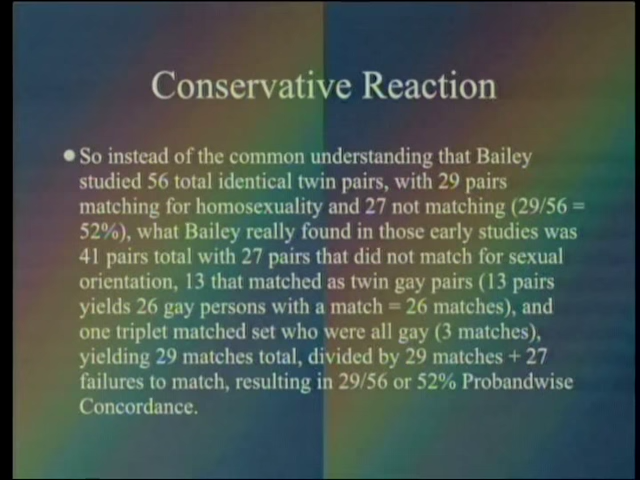 Conservative Reaction
● So instead of the common understanding that Bailey
studied 56 total identical twin pairs, with 29 pairs
matching for homosexuality and 27 not matching (29/56 =
52%), what Bailey really found in those early studies was
41 pairs total with 27 pairs that did not match for sexual
orientation, 13 that matched as twin gay pairs (13 pairs
yields 26 gay persons with a match = 26 matches), and
one triplet matched set who were all gay (3 matches),
yielding 29 matches total, divided by 29 matches + 27
failures to match, resulting in 29/56 or 52% Probandwise
Concordance.